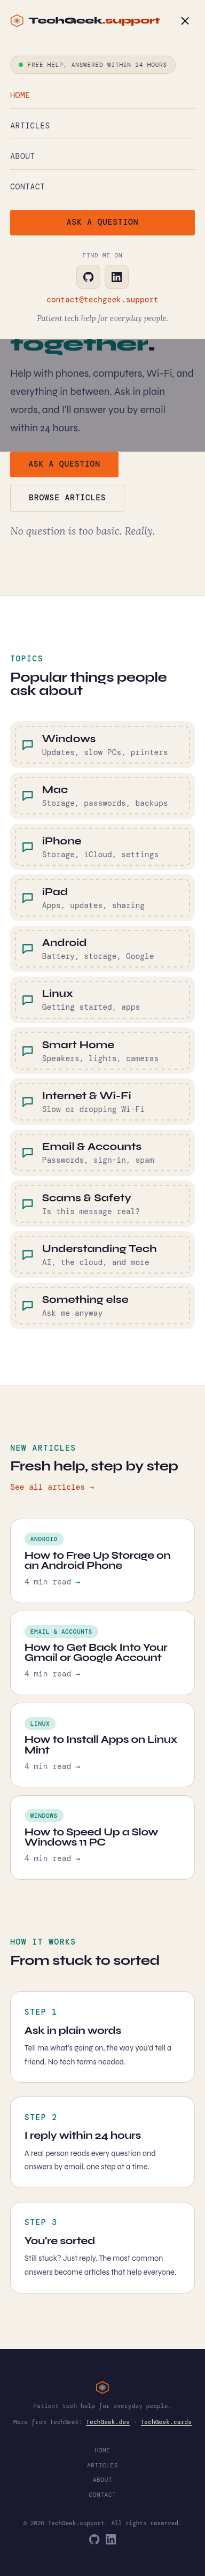 TechGeek.support
FREE HELP, ANSWERED WITHIN 24 HOURS
HOME
ARTICLES
ABOUT
CONTACT
ASK A QUESTION
FIND ME ON
contact@techgeek.support
Patient tech help for everyday people.
together.
Help with phones, computers, Wi-Fi, and
everything in between. Ask in plain
words, and I'll answer you by email
within 24 hours.
ASK A QUESTION
BROWSE ARTICLES
No question is too basic. Really.
TOPICS
Popular things people
ask about
Windows
Updates, slow PCs, printers
Mac
Storage, passwords, backups
iPhone
Storage, iCloud, settings
iPad
Apps, updates, sharing
Android
Battery, storage, Google
Linux
Getting started, apps
Smart Home
Speakers, lights, cameras
Internet & Wi-Fi
Slow or dropping Wi-Fi
Email & Accounts
Passwords, sign-in, spam
Scams & Safety
Is this message real?
Understanding Tech
AI, the cloud, and more
Something else
Ask me anyway
NEW ARTICLES
Fresh help, step by step
See all articles →
ANDROID
How to Free Up Storage on
an Android Phone
4 min read →
EMAIL & ACCOUNTS
How to Get Back Into Your
Gmail or Google Account
4 min read →
LINUX
How to Install Apps on Linux
Mint
4 min read →
WINDOWS
How to Speed Up a Slow
Windows 11 PC
4 min read →
HOW IT WORKS
From stuck to sorted
STEP 1
Ask in plain words
Tell me what's going on, the way you'd tell a
friend. No tech terms needed.
STEP 2
I reply within 24 hours
A real person reads every question and
answers by email, one step at a time.
STEP 3
You're sorted
Still stuck? Just reply. The most common
answers become articles that help everyone.
Patient tech help for everyday people.
More from TechGeek: TechGeek.dev · TechGeek.cards
HOME
ARTICLES
ABOUT
CONTACT
© 2026 TechGeek.support. All rights reserved.